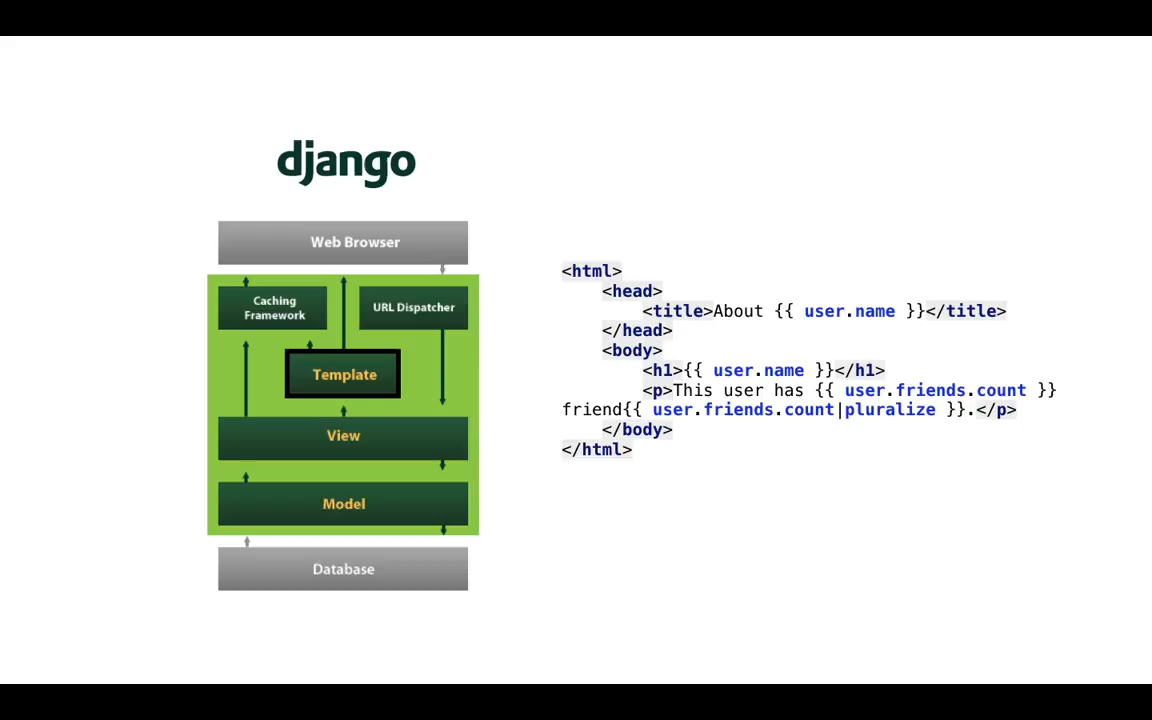 django
Web Browser
Caching
Framework
URL Dispatcher
Template
View
Model
Database
<html>
<head>
<title>About {{ user.name }}</title>
</head>
<body>
<h1>{{ user.name }}</h1>
<p>This user has {{ user.friends.count }}
friend{{ user.friends.count|pluralize }}.</p>
</body>
</html>